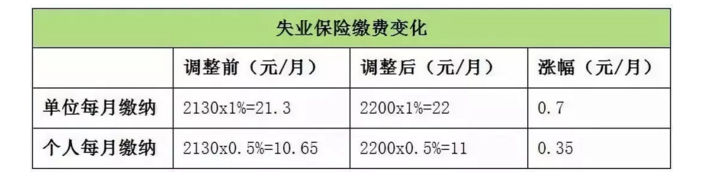 失业保险缴费变化
调整前（元/月） 调整后（元/月） 涨幅（元/月）
单位每月缴纳 2130x1%=21.3 2200x1%=22 0.7
个人每月缴纳 2130x0.5%=10.65 2200x0.5%=11 0.35